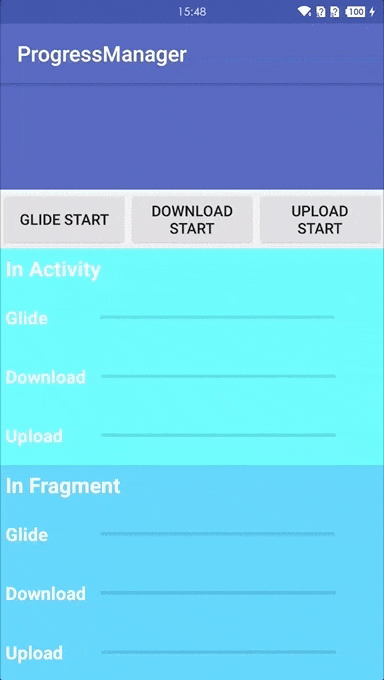 15:48
100
ProgressManager
GLIDE START
DOWNLOAD
START
UPLOAD
START
In Activity
Glide
Download
Upload
In Fragment
Glide
Download
Upload